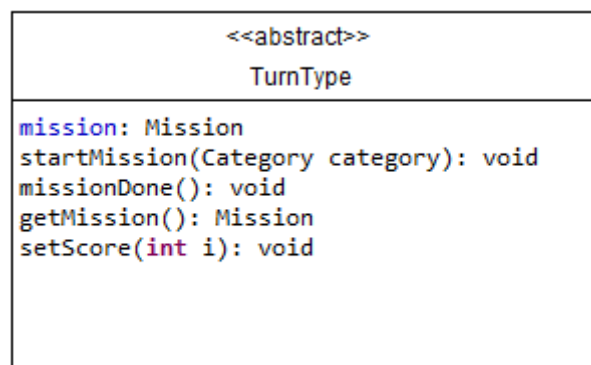 <<abstract>>
TurnType
mission: Mission
startMission(Category category): void
missionDone(): void
getMission(): Mission
setScore(int i): void